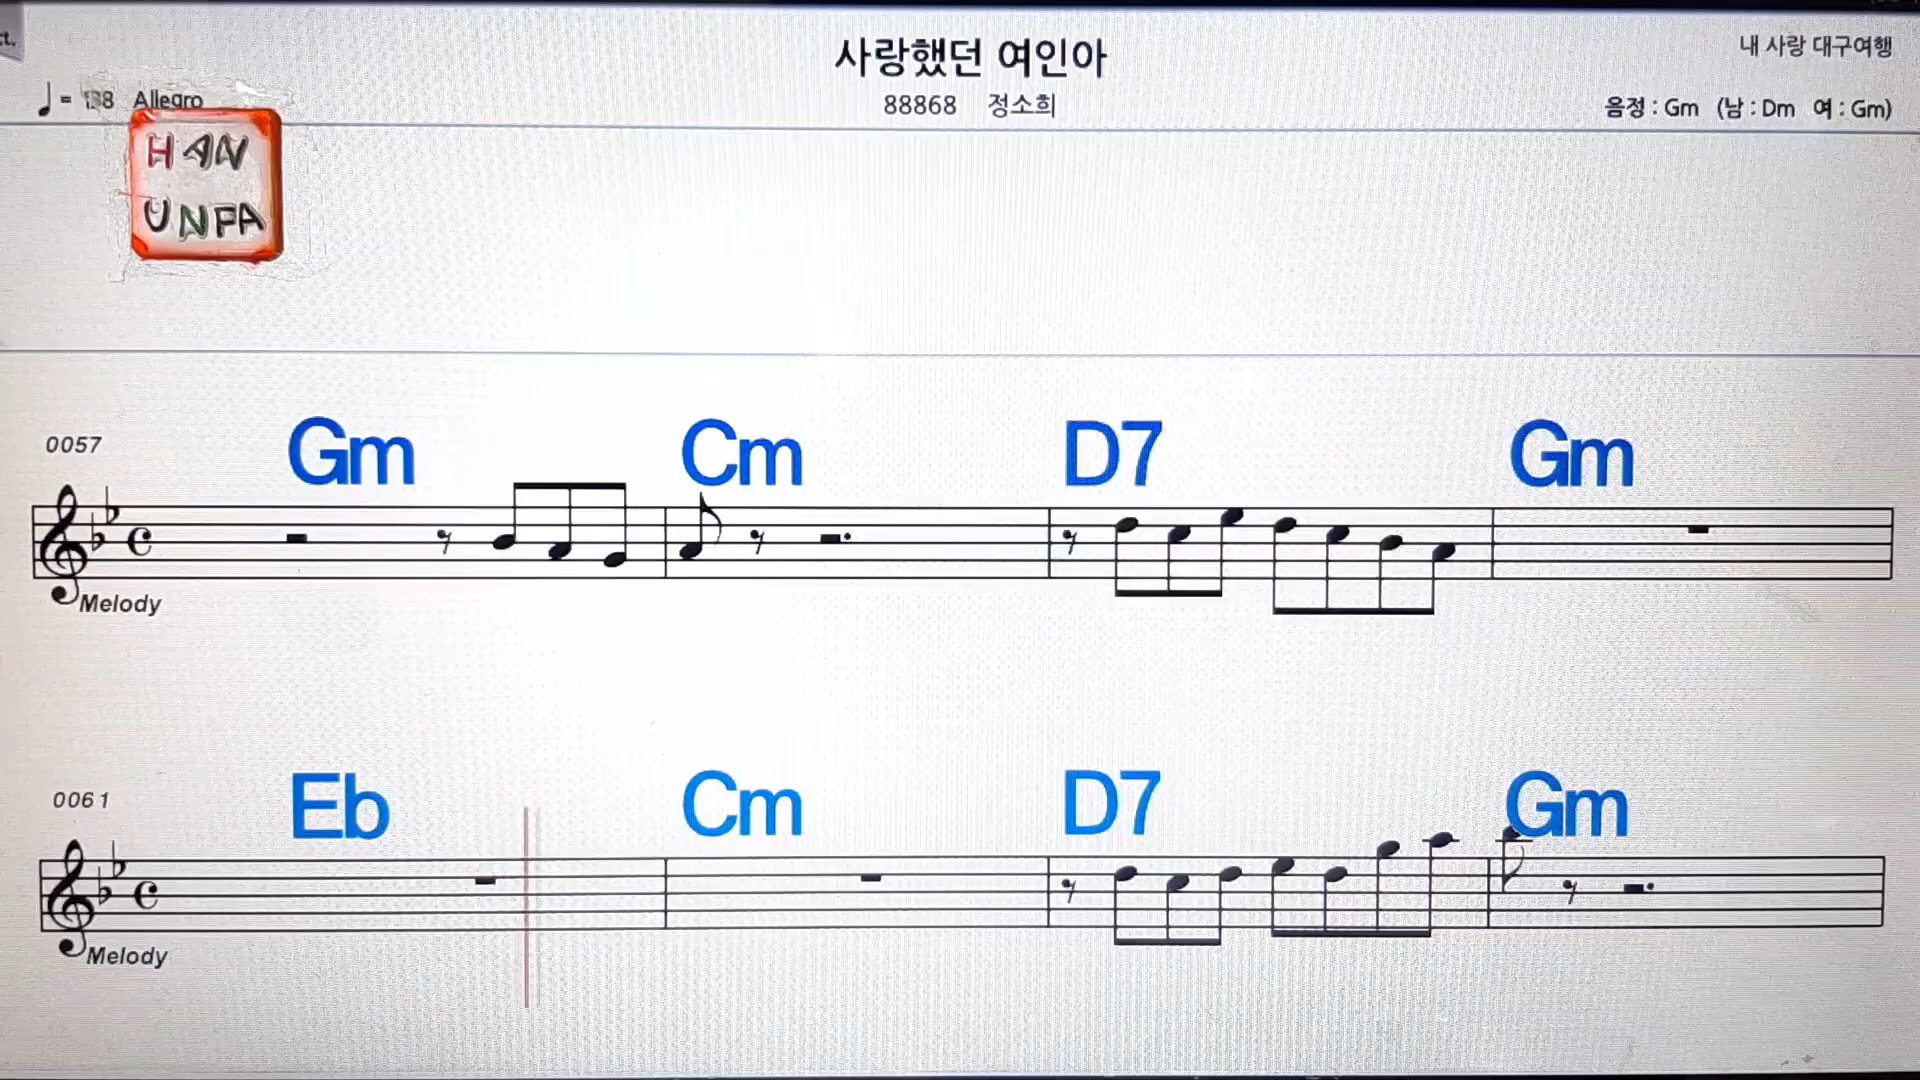 사랑했던 여인아
내 사랑 대구여행
Allegro
88868 정소희
음정 : Gm (남 : Dm 여 : Gm)
HAN
UNFA
0057 Gm Cm D7 Gm
Melody
0061 Eb Cm D7 Gm
Melody